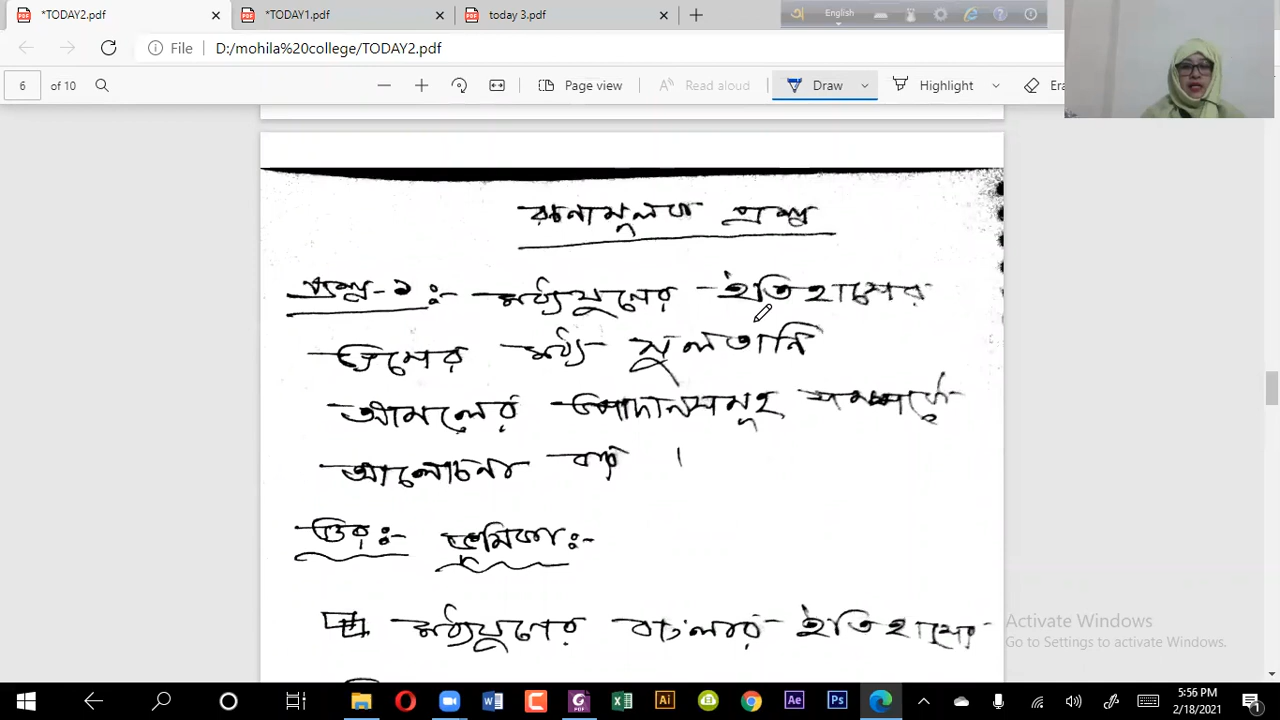 *TODAY2.pdf
*TODAY1.pdf
today 3.pdf
English
File D:/mohila%20college/TODAY2.pdf
6 of 10
Page view
Read aloud
Draw
Highlight
Era
রচনামূলক প্রশ্ন
প্রশ্ন-১ :- মধ্যযুগের ইতিহাসের
উৎসের মধ্যে সুলতানি
আমলের উপাদানসমূহ সম্পর্কে
আলোচনা কর ।
উত্তর :- ভূমিকা :-
মধ্যযুগের বাংলার ইতিহাসের
Activate Windows
Go to Settings to activate Windows.
5:56 PM
2/18/2021